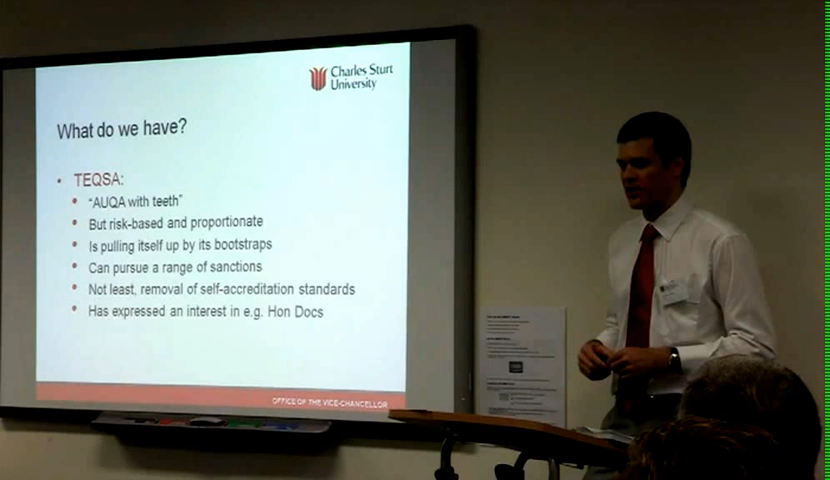 Charles Sturt
University
What do we have?
• TEQSA:
• "AUQA with teeth"
• But risk-based and proportionate
• Is pulling itself up by its bootstraps
• Can pursue a range of sanctions
• Not least, removal of self-accreditation standards
• Has expressed an interest in e.g. Hon Docs
OFFICE OF THE VICE-CHANCELLOR